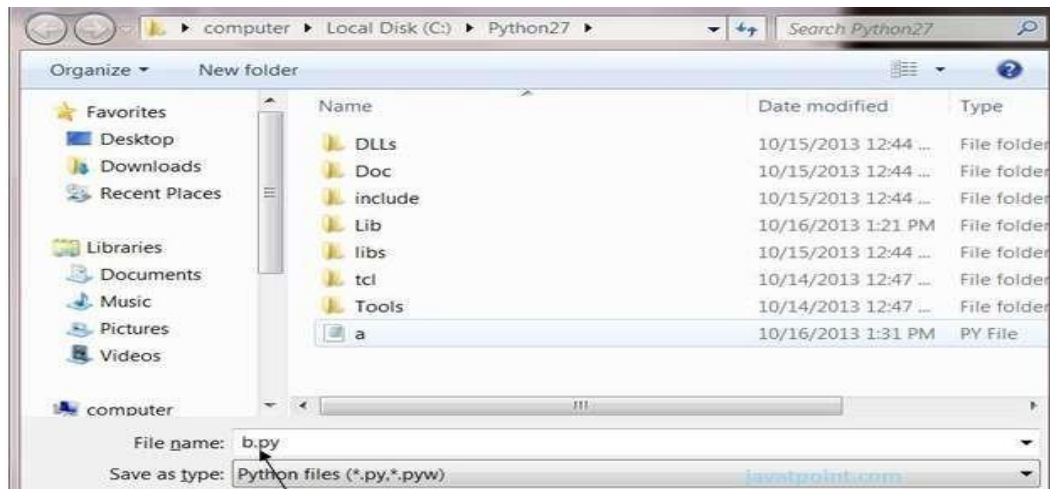 computer ▸ Local Disk (C:) ▸ Python27 ▸ Search Python27
Organize New folder
Name Date modified Type
Favorites
Desktop
Downloads
Recent Places
Libraries
Documents
Music
Pictures
Videos
computer
DLLs 10/15/2013 12:44 ... File folder
Doc 10/15/2013 12:44 ... File folder
include 10/15/2013 12:44 ... File folder
Lib 10/16/2013 1:21 PM File folder
libs 10/15/2013 12:44 ... File folder
tcl 10/14/2013 12:47 ... File folder
Tools 10/14/2013 12:47 ... File folder
a 10/16/2013 1:31 PM PY File
File name: b.py
Save as type: Python files (*.py,*.pyw)
javatpoint.com